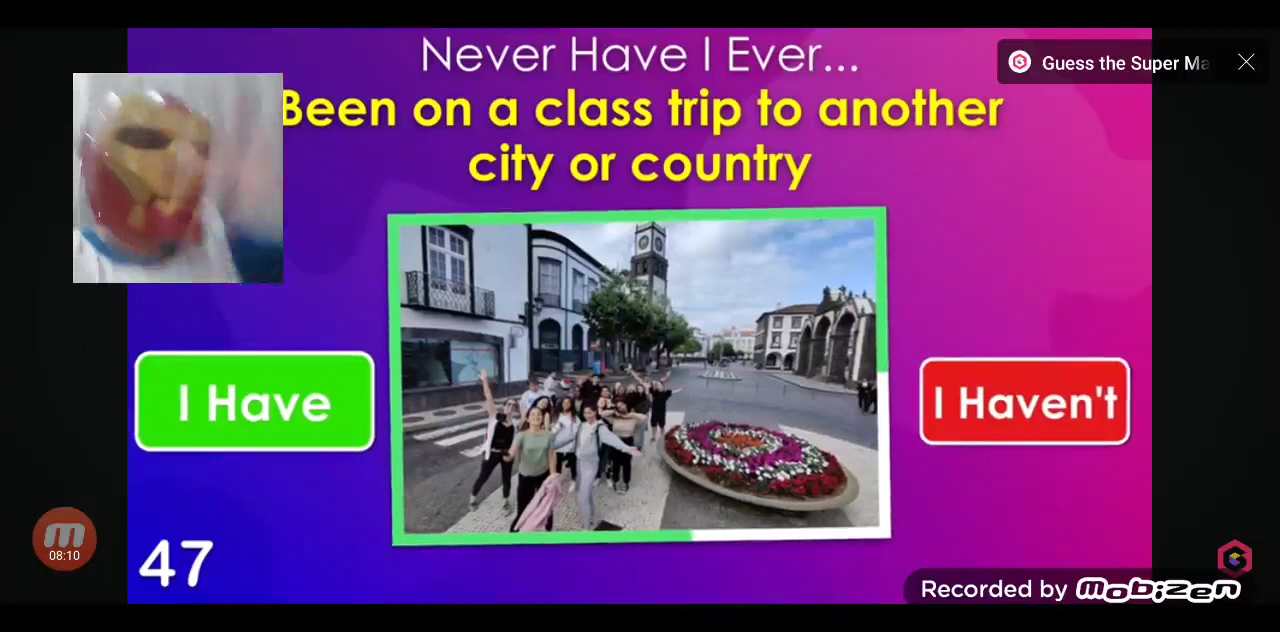 Never Have I Ever...
Guess the Super Ma
Been on a class trip to another
city or country
I Have
I Haven't
08:10
47
Recorded by mobizen